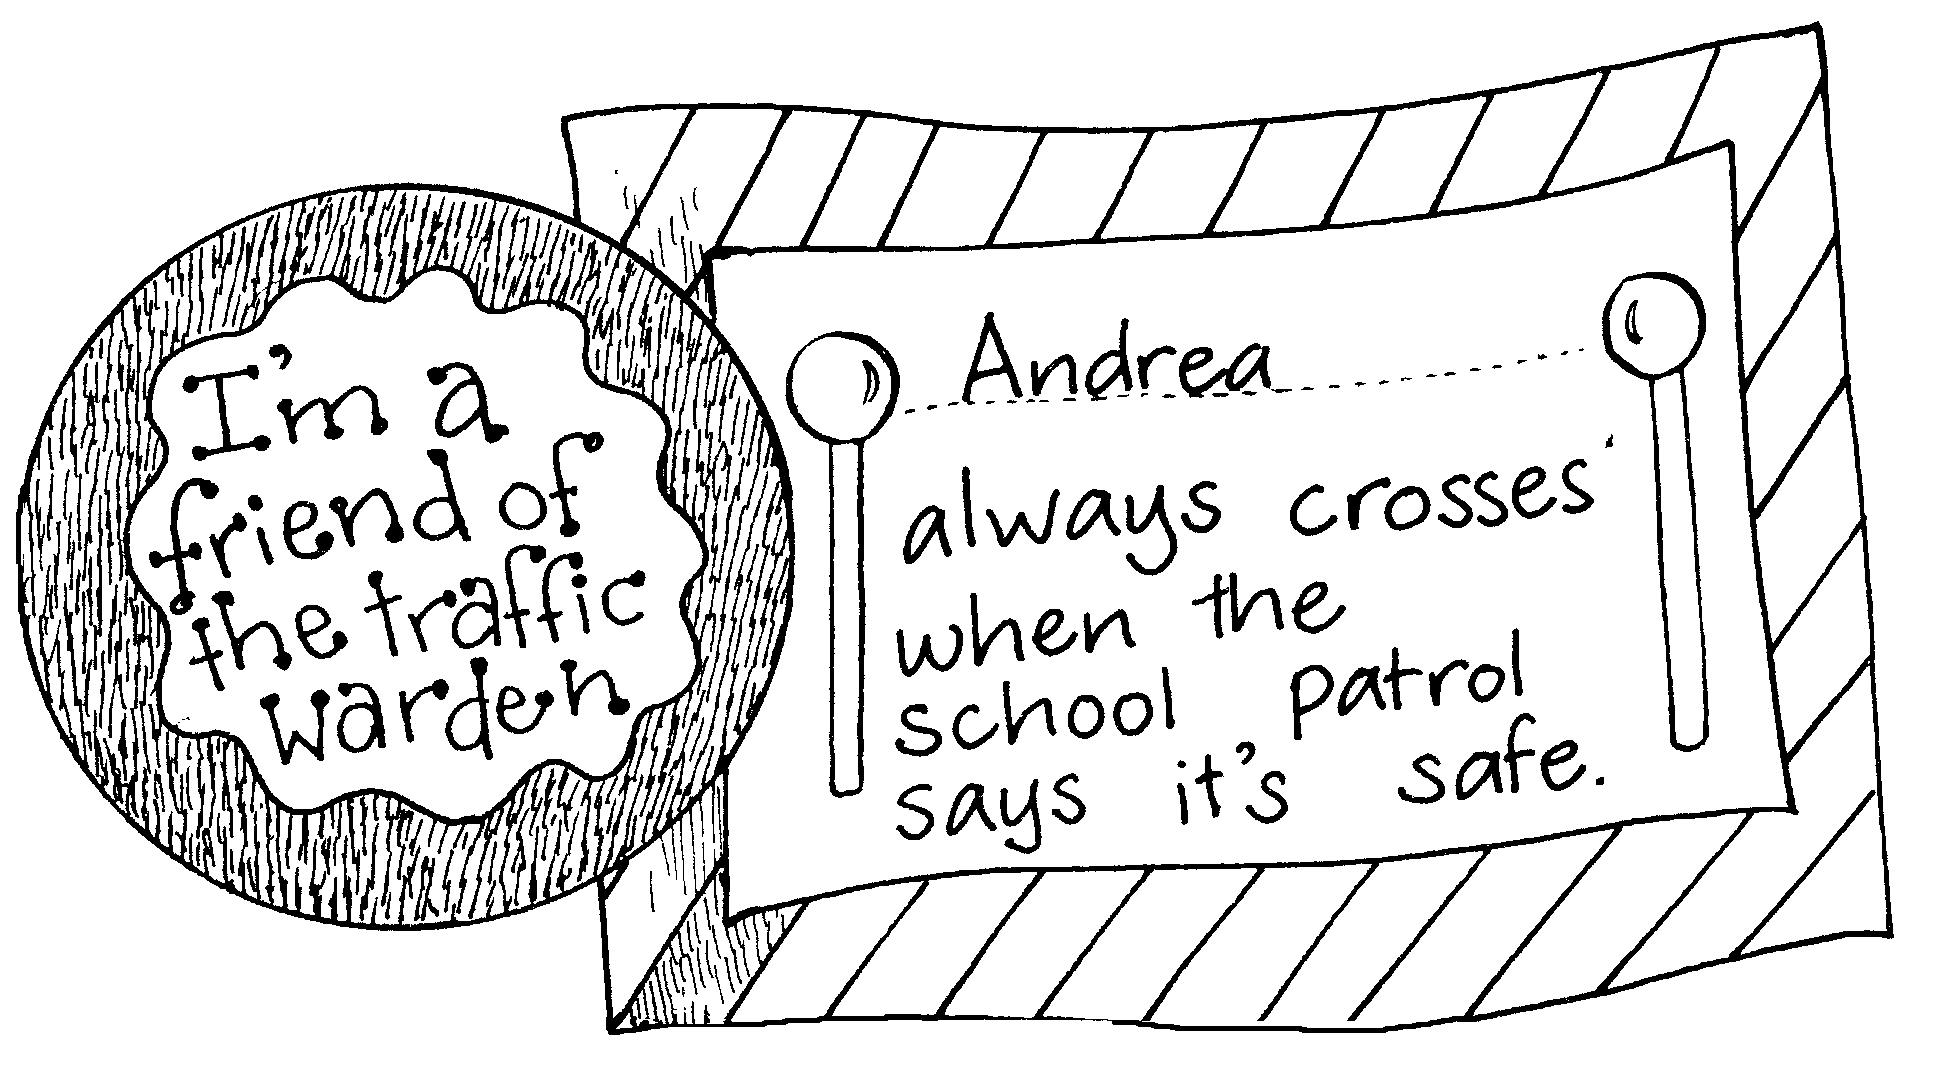 I'm a
friend of
the traffic
warden
Andrea
always crosses
when the
school patrol
says it's safe.